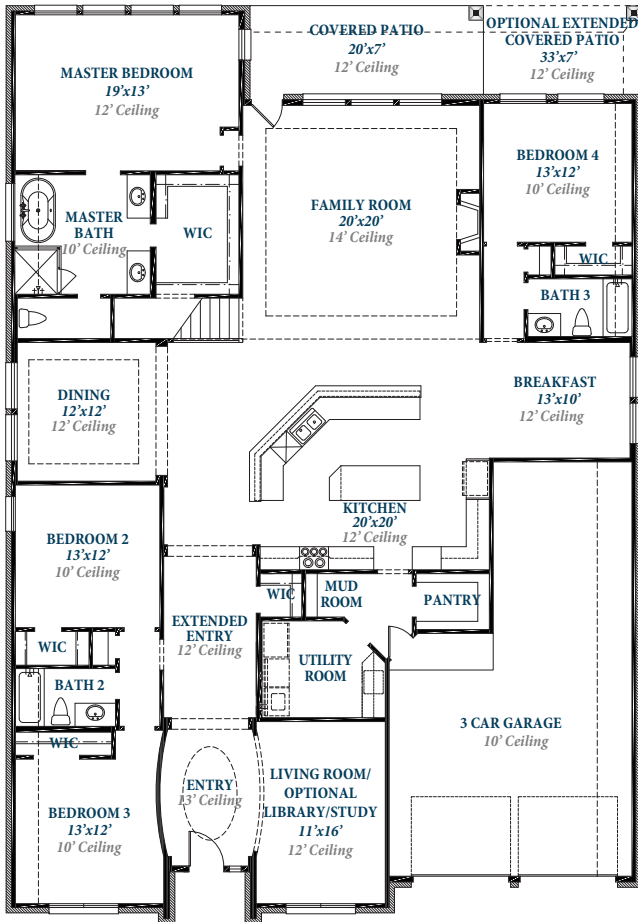 COVERED PATIO
20'x7'
12' Ceiling
OPTIONAL EXTENDED
COVERED PATIO
33'x7'
12' Ceiling
MASTER BEDROOM
19'x13'
12' Ceiling
BEDROOM 4
13'x12'
10' Ceiling
FAMILY ROOM
20'x20'
14' Ceiling
MASTER
BATH
10' Ceiling
WIC
WIC
BATH 3
DINING
12'x12'
12' Ceiling
BREAKFAST
13'x10'
12' Ceiling
KITCHEN
20'x20'
12' Ceiling
BEDROOM 2
13'x12'
10' Ceiling
WIC
MUD
ROOM
PANTRY
EXTENDED
ENTRY
12' Ceiling
WIC
UTILITY
ROOM
BATH 2
3 CAR GARAGE
10' Ceiling
WIC
ENTRY
13' Ceiling
LIVING ROOM/
OPTIONAL
LIBRARY/STUDY
11'x16'
12' Ceiling
BEDROOM 3
13'x12'
10' Ceiling